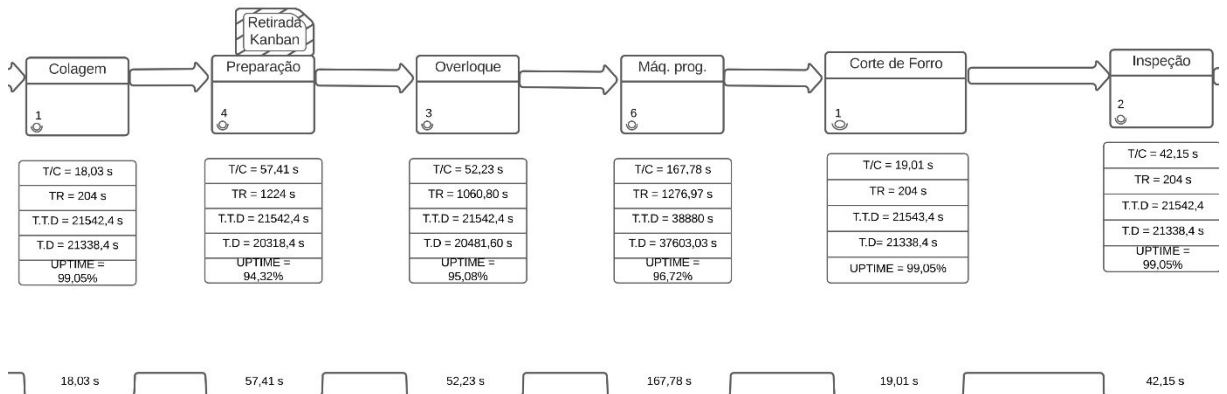 Retirada
Kanban
Colagem
1
T/C = 18,03 s
TR = 204 s
T.T.D = 21542,4 s
T.D = 21338,4 s
UPTIME =
99,05%
Preparação
4
T/C = 57,41 s
TR = 1224 s
T.T.D = 21542,4 s
T.D = 20318,4 s
UPTIME =
94,32%
Overloque
3
T/C = 52,23 s
TR = 1060,80 s
T.T.D = 21542,4 s
T.D = 20481,60 s
UPTIME =
95,08%
Máq. prog.
6
T/C = 167,78 s
TR = 1276,97 s
T.T.D = 38880 s
T.D = 37603,03 s
UPTIME =
96,72%
Corte de Forro
1
T/C = 19,01 s
TR = 204 s
T.T.D = 21543,4 s
T.D= 21338,4 s
UPTIME = 99,05%
Inspeção
2
T/C = 42,15 s
TR = 204 s
T.T.D = 21542,4
T.D = 21338,4 s
UPTIME =
99,05%
18,03 s
57,41 s
52,23 s
167,78 s
19,01 s
42,15 s